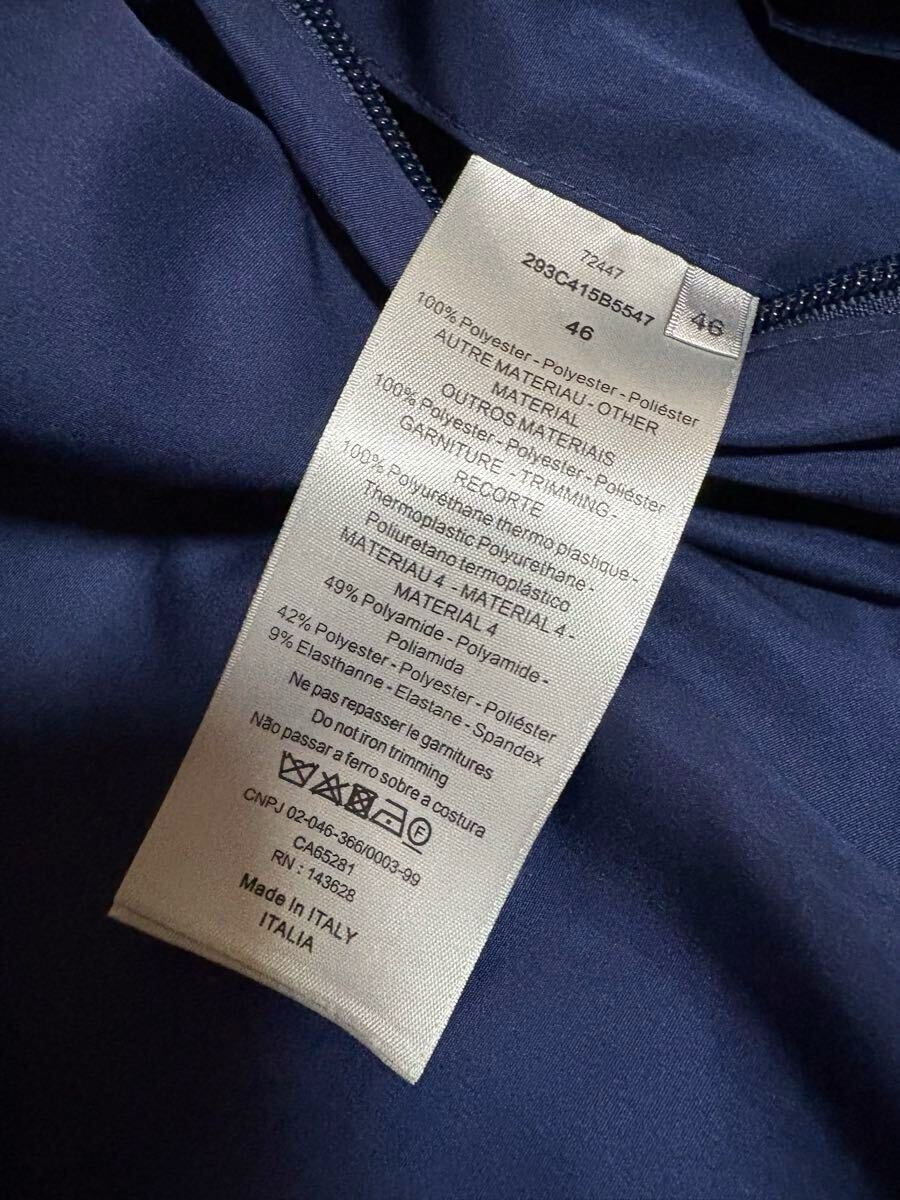 72447
293C415B5547
46
46
100% Polyester - Polyester - Poliéster
AUTRE MATERIAU - OTHER
MATERIAL
OUTROS MATERIAIS
100% Polyester - Polyester - Poliéster
GARNITURE - TRIMMING -
RECORTE
100% Polyuréthane thermo plastique -
Thermoplastic Polyurethane -
Poliuretano termoplástico
MATERIAU 4 - MATERIAL 4 -
MATERIAL 4
49% Polyamide - Polyamide -
Poliamida
42% Polyester - Polyester - Poliéster
9% Elasthanne - Elastane - Spandex
Ne pas repasser le garnitures
Do not iron trimming
Não passar a ferro sobre a costura
F
CNPJ 02-046-366/0003-99
CA65281
RN : 143628
Made In ITALY
ITALIA